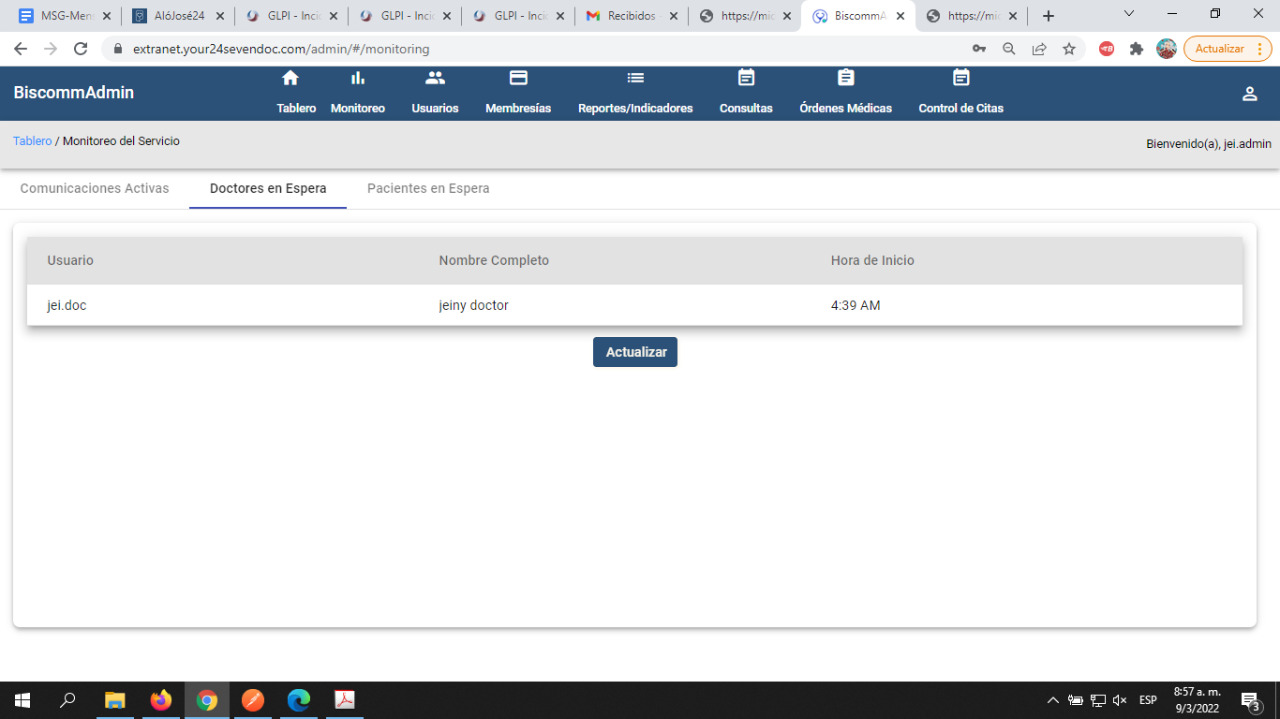 MSG-Men
AlóJosé24
GLPI - Inci
GLPI - Inci
GLPI - Inci
Recibidos -
https://mic
BiscommA
https://mi
extranet.your24sevendoc.com/admin/#/monitoring
Actualizar
BiscommAdmin
Tablero
Monitoreo
Usuarios
Membresías
Reportes/Indicadores
Consultas
Órdenes Médicas
Control de Citas
Tablero / Monitoreo del Servicio
Bienvenido(a), jei.admin
Comunicaciones Activas
Doctores en Espera
Pacientes en Espera
Usuario
Nombre Completo
Hora de Inicio
jei.doc
jeiny doctor
4:39 AM
Actualizar
ESP
8:57 a. m.
9/3/2022
3